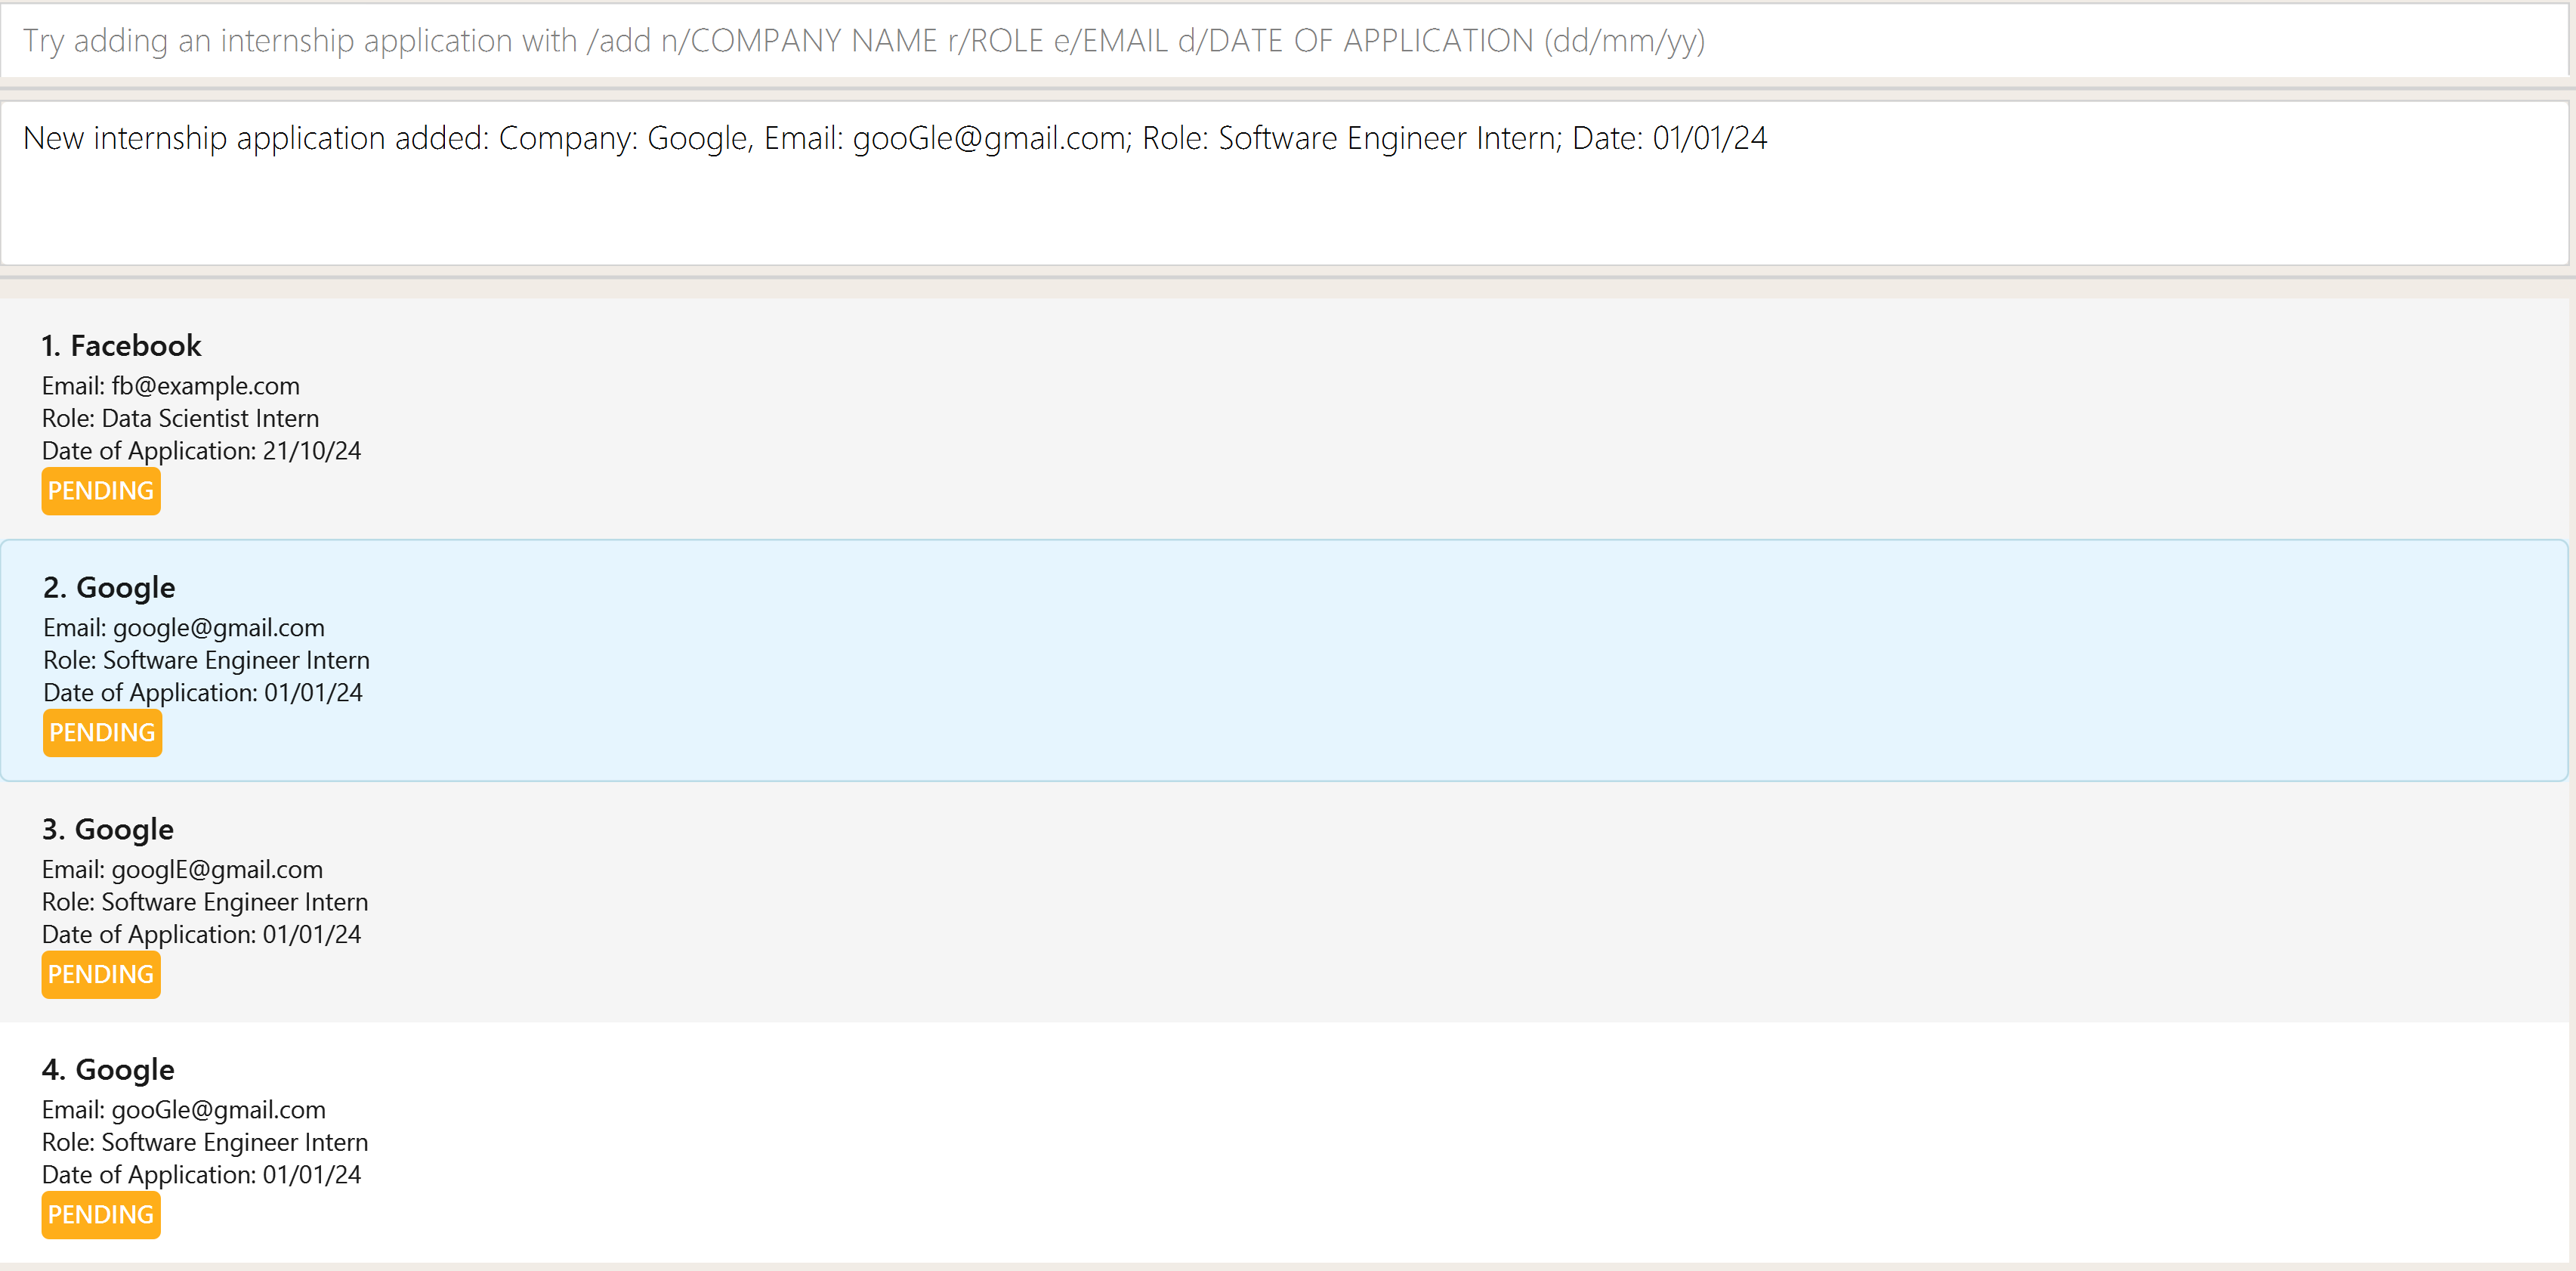 Try adding an internship application with /add n/COMPANY NAME r/ROLE e/EMAIL d/DATE OF APPLICATION (dd/mm/yy)
New internship application added: Company: Google, Email: gooGle@gmail.com; Role: Software Engineer Intern; Date: 01/01/24
1. Facebook
Email: fb@example.com
Role: Data Scientist Intern
Date of Application: 21/10/24
PENDING
2. Google
Email: google@gmail.com
Role: Software Engineer Intern
Date of Application: 01/01/24
PENDING
3. Google
Email: googlE@gmail.com
Role: Software Engineer Intern
Date of Application: 01/01/24
PENDING
4. Google
Email: gooGle@gmail.com
Role: Software Engineer Intern
Date of Application: 01/01/24
PENDING